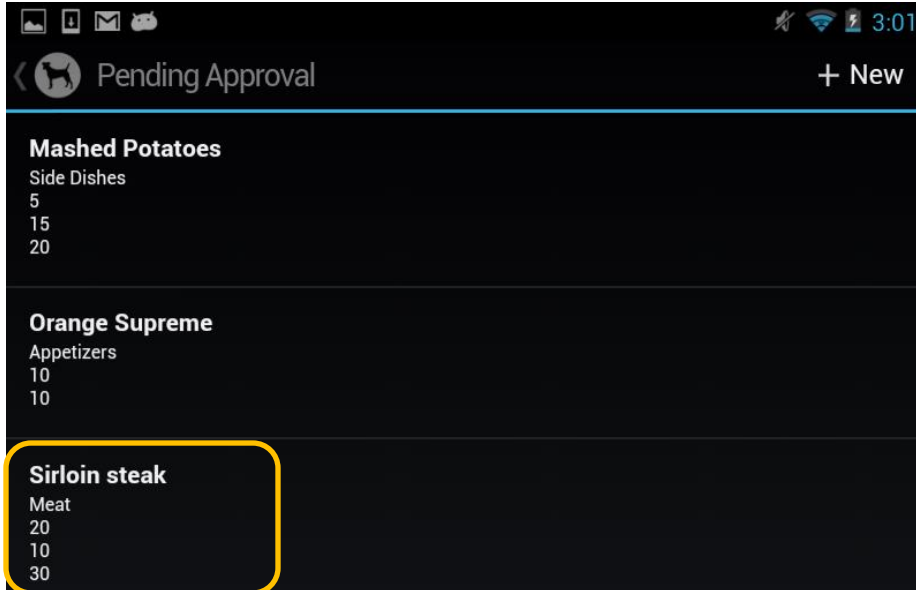 3:01
Pending Approval
+ New
Mashed Potatoes
Side Dishes
5
15
20
Orange Supreme
Appetizers
10
10
Sirloin steak
Meat
20
10
30